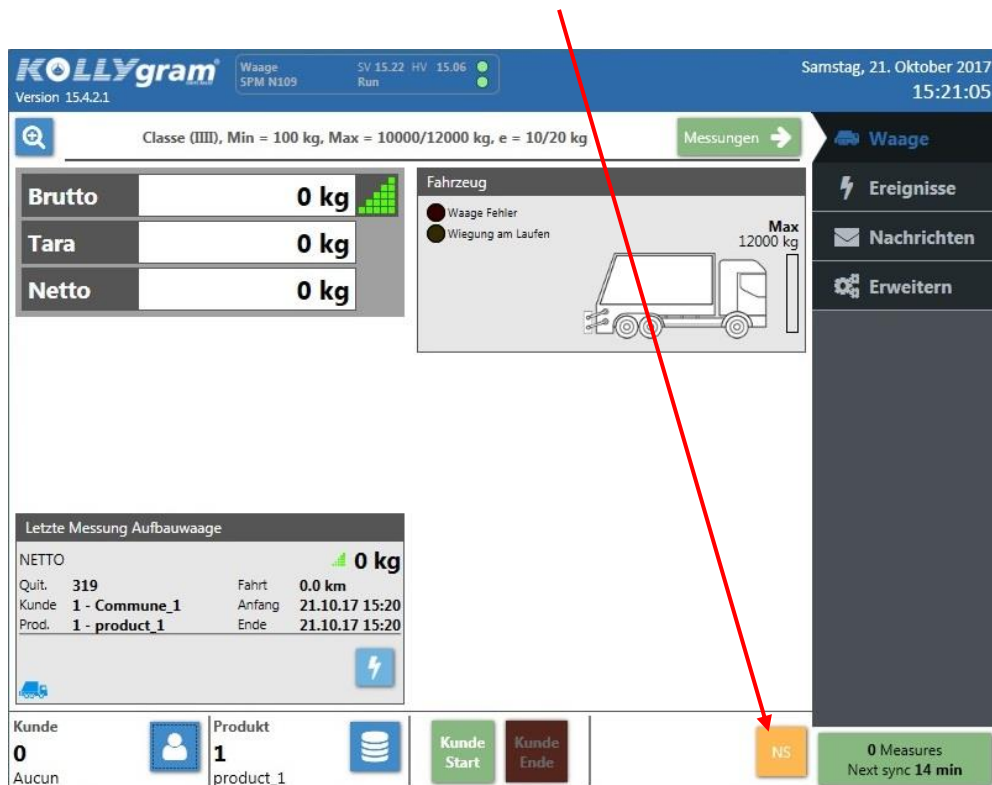 KOLLYgram
Version 15.4.2.1
Waage SV 15.22 HV 15.06
SPM N109 Run
Samstag, 21. Oktober 2017
15:21:05
Classe (IIII), Min = 100 kg, Max = 10000/12000 kg, e = 10/20 kg
Messungen
Waage
Ereignisse
Nachrichten
Erweitern
Brutto 0 kg
Tara 0 kg
Netto 0 kg
Fahrzeug
Waage Fehler
Wiegung am Laufen
Max
12000 kg
Letzte Messung Aufbauwaage
NETTO 0 kg
Quit. 319 Fahrt 0.0 km
Kunde 1 - Commune_1 Anfang 21.10.17 15:20
Prod. 1 - product_1 Ende 21.10.17 15:20
Kunde
0
Aucun
Produkt
1
product_1
Kunde
Start
Kunde
Ende
NS
0 Measures
Next sync 14 min